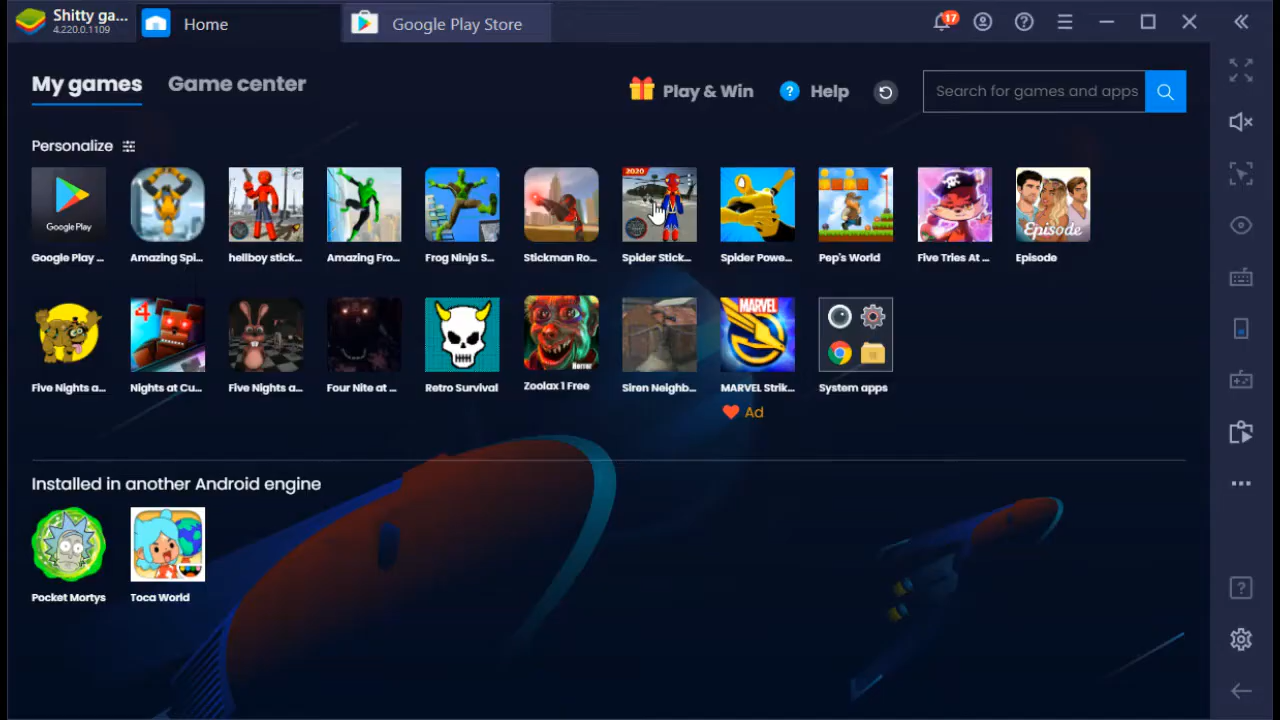 Shitty ga...
4.220.0.1109
Home
Google Play Store
17
My games
Game center
Play & Win
Help
Search for games and apps
Personalize
Google Play
2020
Episode
Google Play ...
Amazing Spi...
hellboy stick...
Amazing Fro...
Frog Ninja S...
Stickman Ro...
Spider Stick...
Spider Powe...
Pep's World
Five Tries At ...
Episode
4
MARVEL
Horror
Five Nights a...
Nights at Cu...
Five Nights a...
Four Nite at ...
Retro Survival
Zoolax 1 Free
Siren Neighb...
MARVEL Strik...
System apps
Ad
Installed in another Android engine
Pocket Mortys
Toca World